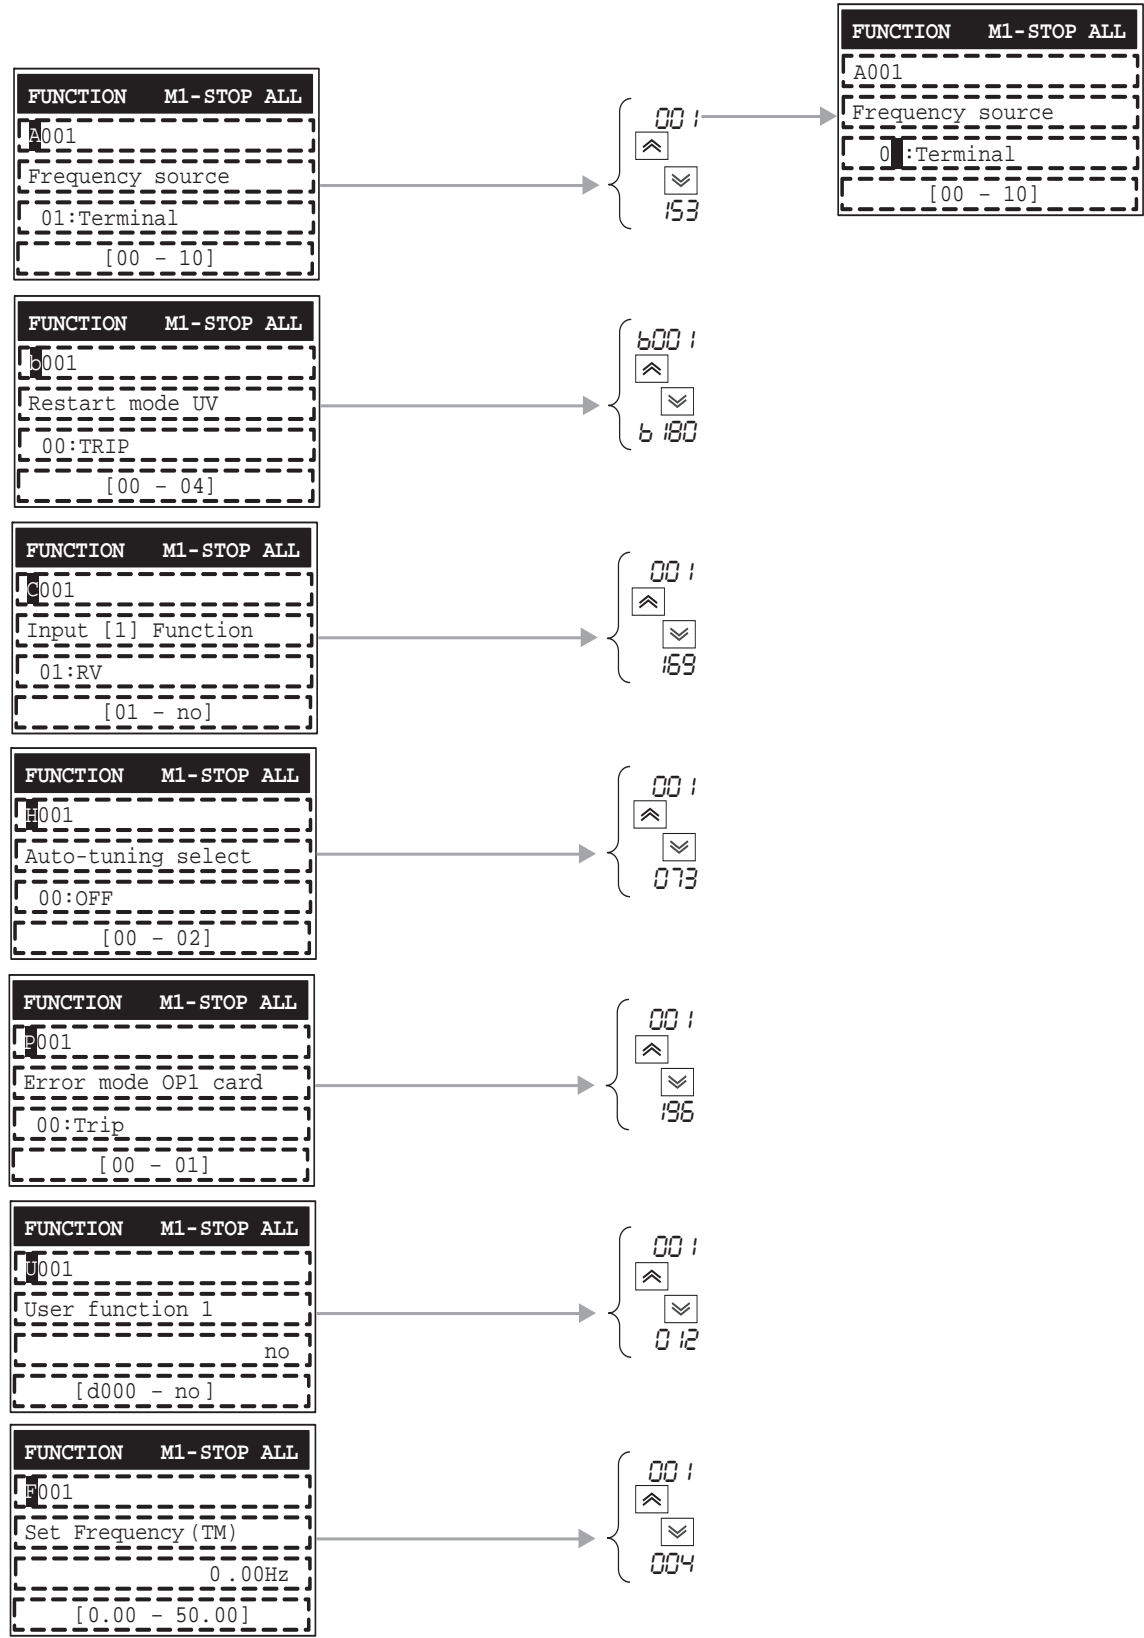 FUNCTION M1-STOP ALL
A001
Frequency source
01:Terminal
[00 - 10]
001
153
FUNCTION M1-STOP ALL
A001
Frequency source
0 :Terminal
[00 - 10]
FUNCTION M1-STOP ALL
b001
Restart mode UV
00:TRIP
[00 - 04]
b001
b180
FUNCTION M1-STOP ALL
C001
Input [1] Function
01:RV
[01 - no]
001
169
FUNCTION M1-STOP ALL
H001
Auto-tuning select
00:OFF
[00 - 02]
001
073
FUNCTION M1-STOP ALL
P001
Error mode OP1 card
00:Trip
[00 - 01]
001
196
FUNCTION M1-STOP ALL
U001
User function 1
no
[d000 - no]
001
012
FUNCTION M1-STOP ALL
F001
Set Frequency(TM)
0.00Hz
[0.00 - 50.00]
001
004